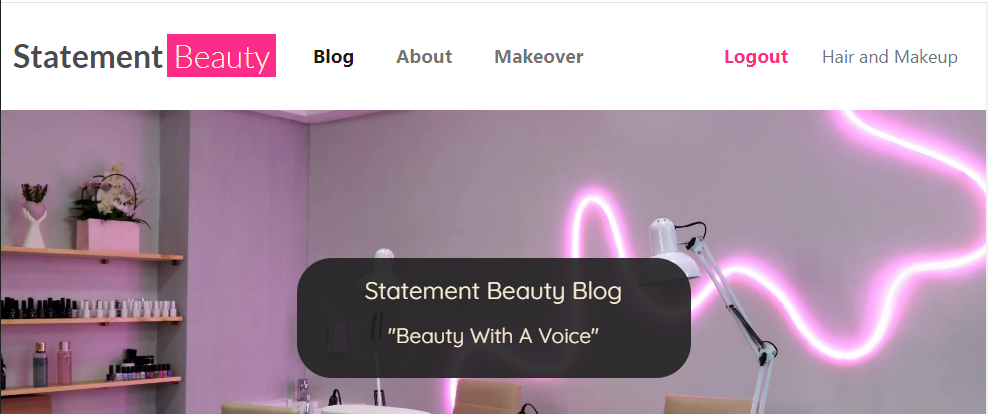 Statement Beauty Blog About Makeover Logout Hair and Makeup
Statement Beauty Blog
"Beauty With A Voice"